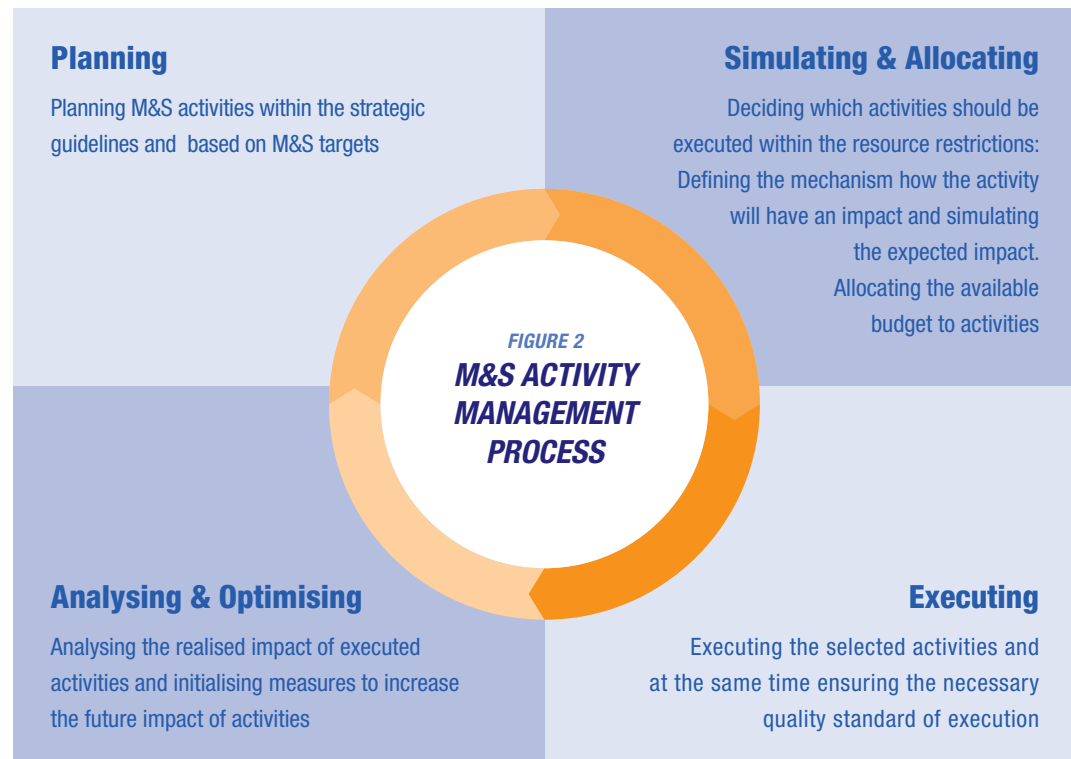 Planning
Planning M&S activities within the strategic
guidelines and based on M&S targets
Simulating & Allocating
Deciding which activities should be
executed within the resource restrictions:
Defining the mechanism how the activity
will have an impact and simulating
the expected impact.
Allocating the available
budget to activities
FIGURE 2
M&S ACTIVITY
MANAGEMENT
PROCESS
Analysing & Optimising
Analysing the realised impact of executed
activities and initialising measures to increase
the future impact of activities
Executing
Executing the selected activities and
at the same time ensuring the necessary
quality standard of execution